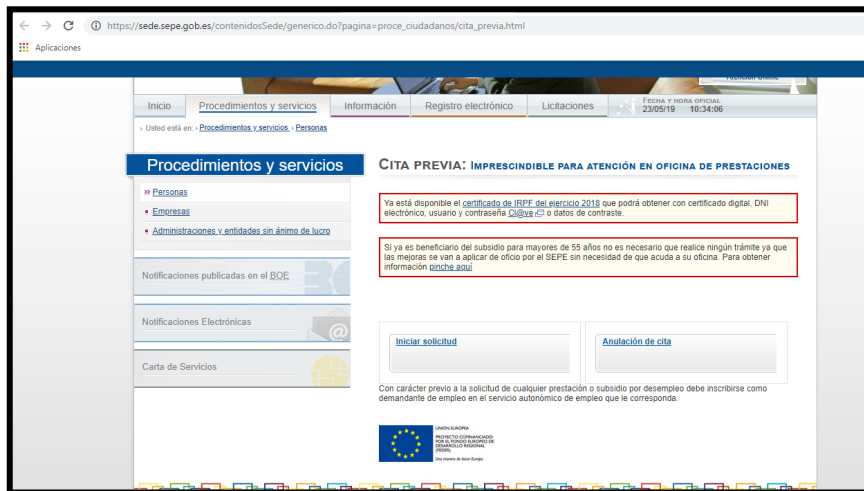 https://sede.sepe.gob.es/contenidosSede/generico.do?pagina=proce_ciudadanos/cita_previa.html
Aplicaciones
Atención Online
Inicio Procedimientos y servicios Información Registro electrónico Licitaciones
FECHA Y HORA OFICIAL
23/05/19 10:34:06
Usted está en: Procedimientos y servicios Personas
Procedimientos y servicios
Personas
Empresas
Administraciones y entidades sin ánimo de lucro
Notificaciones publicadas en el BOE
Notificaciones Electrónicas
Carta de Servicios
CITA PREVIA: IMPRESCINDIBLE PARA ATENCIÓN EN OFICINA DE PRESTACIONES
Ya está disponible el certificado de IRPF del ejercicio 2018 que podrá obtener con certificado digital, DNI
electrónico, usuario y contraseña Cl@ve o datos de contraste.
Si ya es beneficiario del subsidio para mayores de 55 años no es necesario que realice ningún trámite ya que
las mejoras se van a aplicar de oficio por el SEPE sin necesidad de que acuda a su oficina. Para obtener
información pinche aquí
Iniciar solicitud
Anulación de cita
Con carácter previo a la solicitud de cualquier prestación o subsidio por desempleo debe inscribirse como
demandante de empleo en el servicio autonómico de empleo que le corresponda.
UNIÓN EUROPEA
PROYECTO COFINANCIADO
POR EL FONDO EUROPEO DE
DESARROLLO REGIONAL
(FEDER)
Una manera de hacer Europa